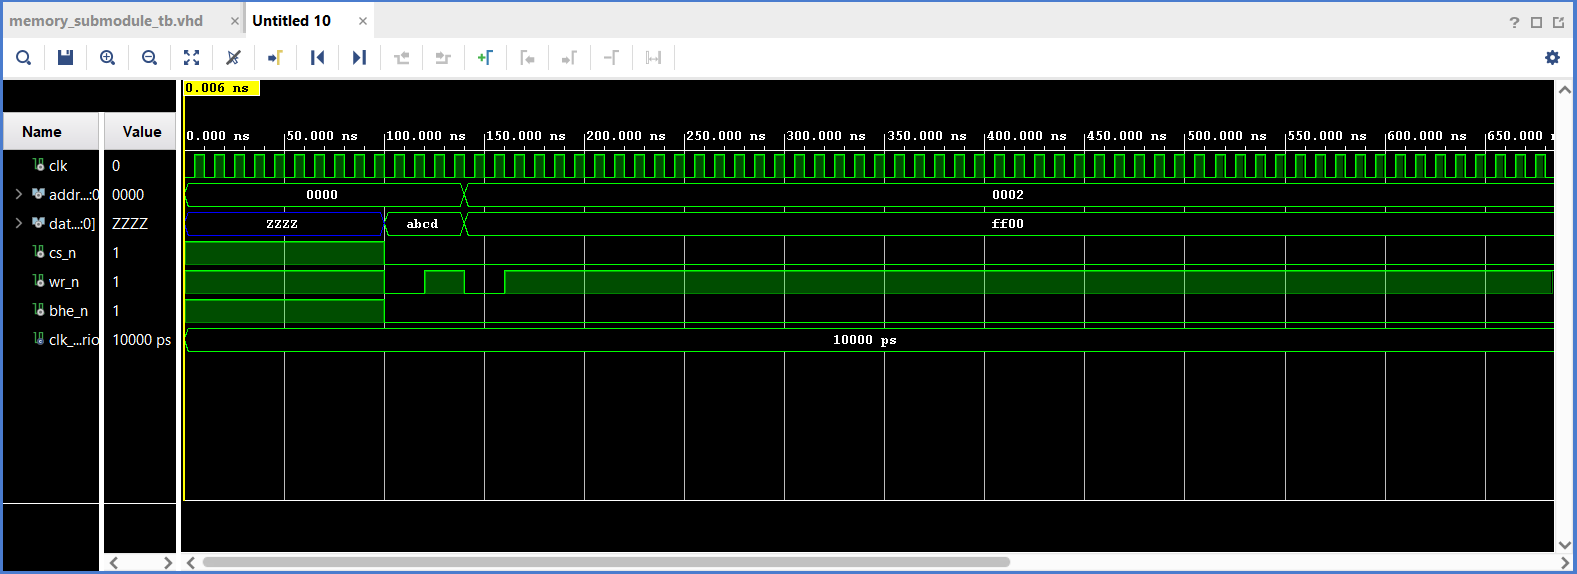 memory_submodule_tb.vhd × Untitled 10 ×
?
0.006 ns
Name Value
0.000 ns 50.000 ns 100.000 ns 150.000 ns 200.000 ns 250.000 ns 300.000 ns 350.000 ns 400.000 ns 450.000 ns 500.000 ns 550.000 ns 600.000 ns 650.000 n
clk 0
addr...:0 0000 0000 0002
dat...:0] ZZZZ ZZZZ abcd ff00
cs_n 1
wr_n 1
bhe_n 1
clk_...rio 10000 ps 10000 ps